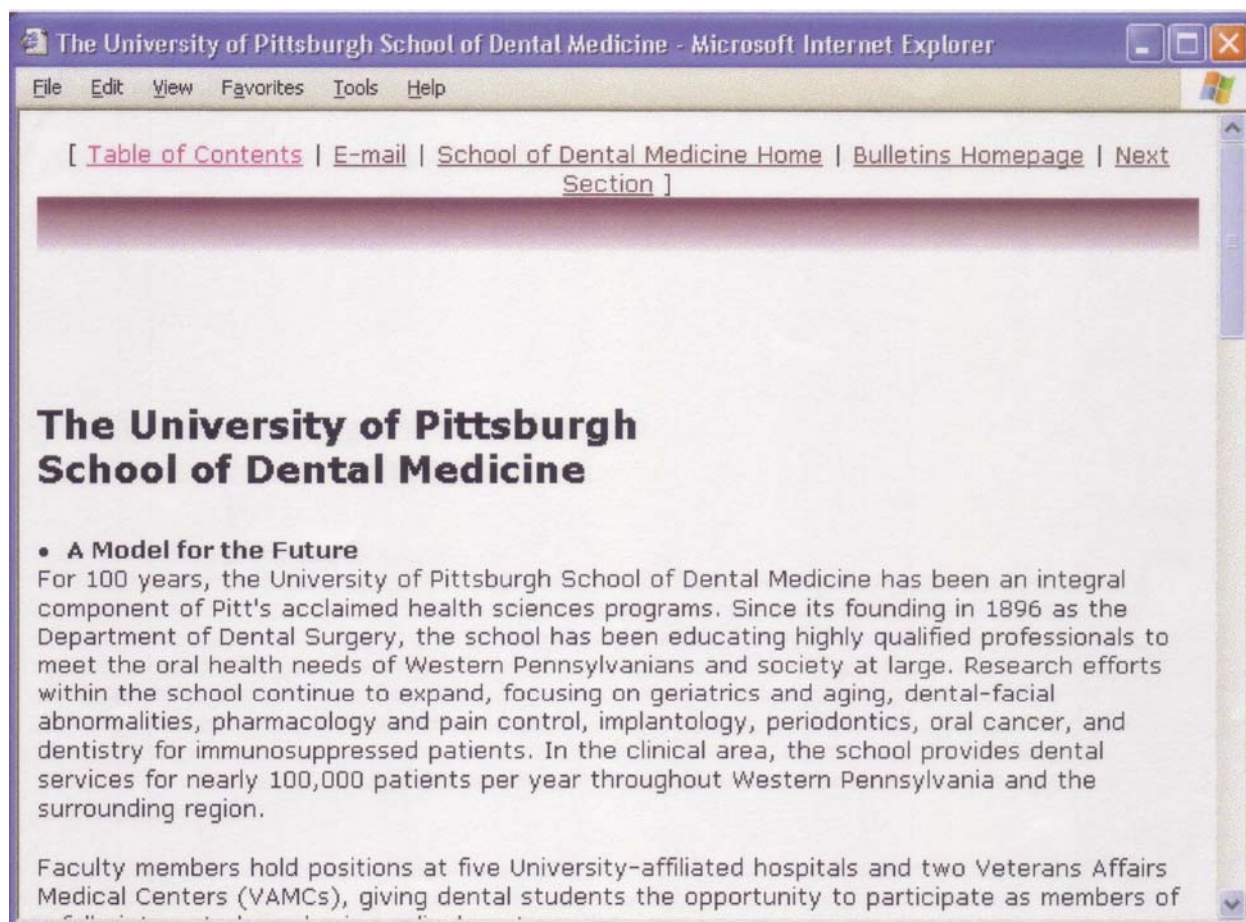 The University of Pittsburgh School of Dental Medicine - Microsoft Internet Explorer
File Edit View Favorites Tools Help
[ Table of Contents | E-mail | School of Dental Medicine Home | Bulletins Homepage | Next
Section ]
The University of Pittsburgh
School of Dental Medicine
• A Model for the Future
For 100 years, the University of Pittsburgh School of Dental Medicine has been an integral
component of Pitt's acclaimed health sciences programs. Since its founding in 1896 as the
Department of Dental Surgery, the school has been educating highly qualified professionals to
meet the oral health needs of Western Pennsylvanians and society at large. Research efforts
within the school continue to expand, focusing on geriatrics and aging, dental-facial
abnormalities, pharmacology and pain control, implantology, periodontics, oral cancer, and
dentistry for immunosuppressed patients. In the clinical area, the school provides dental
services for nearly 100,000 patients per year throughout Western Pennsylvania and the
surrounding region.
Faculty members hold positions at five University-affiliated hospitals and two Veterans Affairs
Medical Centers (VAMCs), giving dental students the opportunity to participate as members of